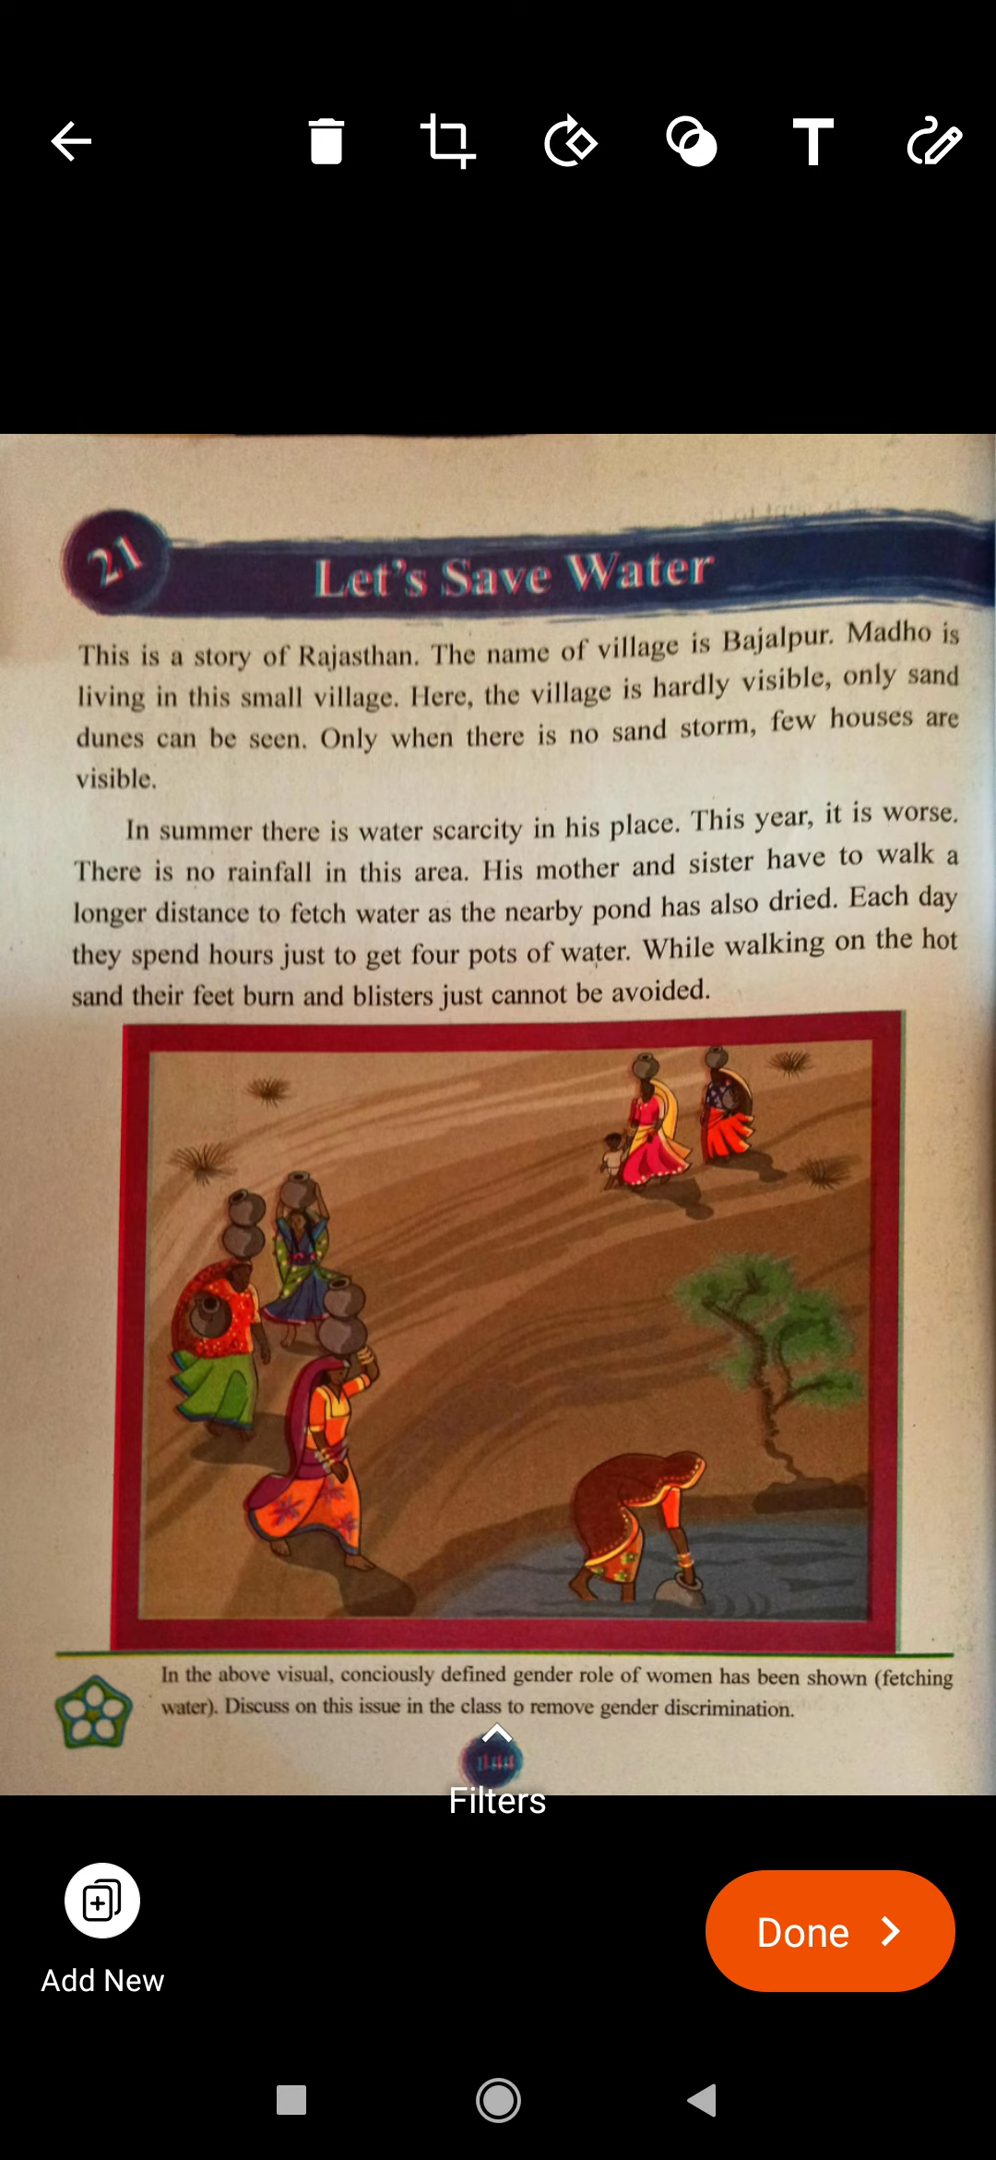 21
Let's Save Water
This is a story of Rajasthan. The name of village is Bajalpur. Madho is
living in this small village. Here, the village is hardly visible, only sand
dunes can be seen. Only when there is no sand storm, few houses are
visible.
In summer there is water scarcity in his place. This year, it is worse.
There is no rainfall in this area. His mother and sister have to walk a
longer distance to fetch water as the nearby pond has also dried. Each day
they spend hours just to get four pots of water. While walking on the hot
sand their feet burn and blisters just cannot be avoided.
In the above visual, conciously defined gender role of women has been shown (fetching
water). Discuss on this issue in the class to remove gender discrimination.
144
Filters
Add New
Done